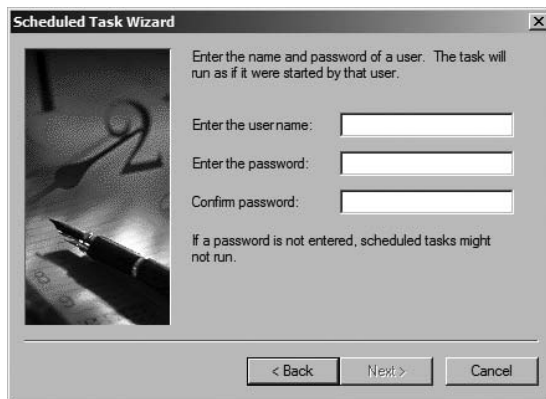 Scheduled Task Wizard
Enter the name and password of a user. The task will
run as if it were started by that user.
Enter the user name:
Enter the password:
Confirm password:
If a password is not entered, scheduled tasks might
not run.
< Back
Next >
Cancel
2